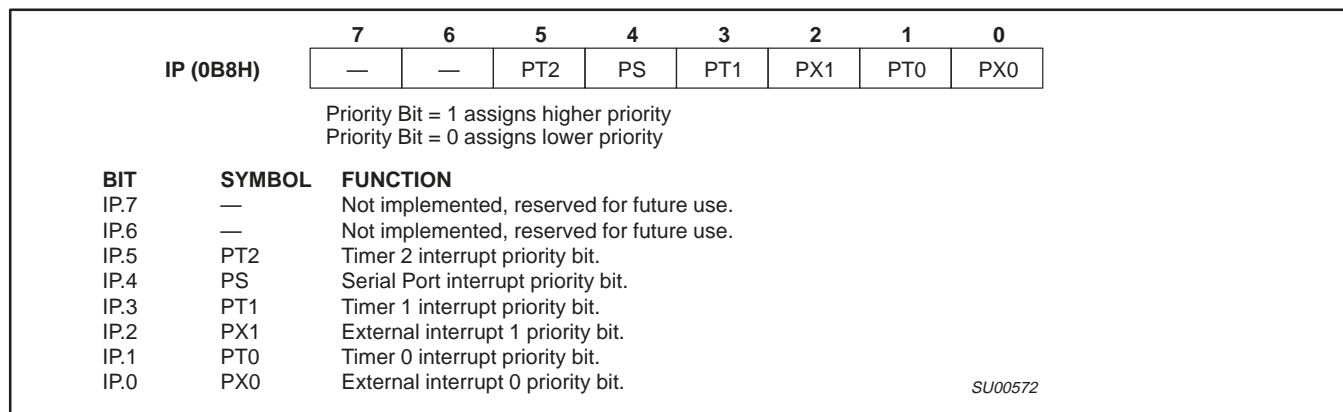 7 6 5 4 3 2 1 0
IP (0B8H) — — PT2 PS PT1 PX1 PT0 PX0
Priority Bit = 1 assigns higher priority
Priority Bit = 0 assigns lower priority
BIT SYMBOL FUNCTION
IP.7 — Not implemented, reserved for future use.
IP.6 — Not implemented, reserved for future use.
IP.5 PT2 Timer 2 interrupt priority bit.
IP.4 PS Serial Port interrupt priority bit.
IP.3 PT1 Timer 1 interrupt priority bit.
IP.2 PX1 External interrupt 1 priority bit.
IP.1 PT0 Timer 0 interrupt priority bit.
IP.0 PX0 External interrupt 0 priority bit.
SU00572